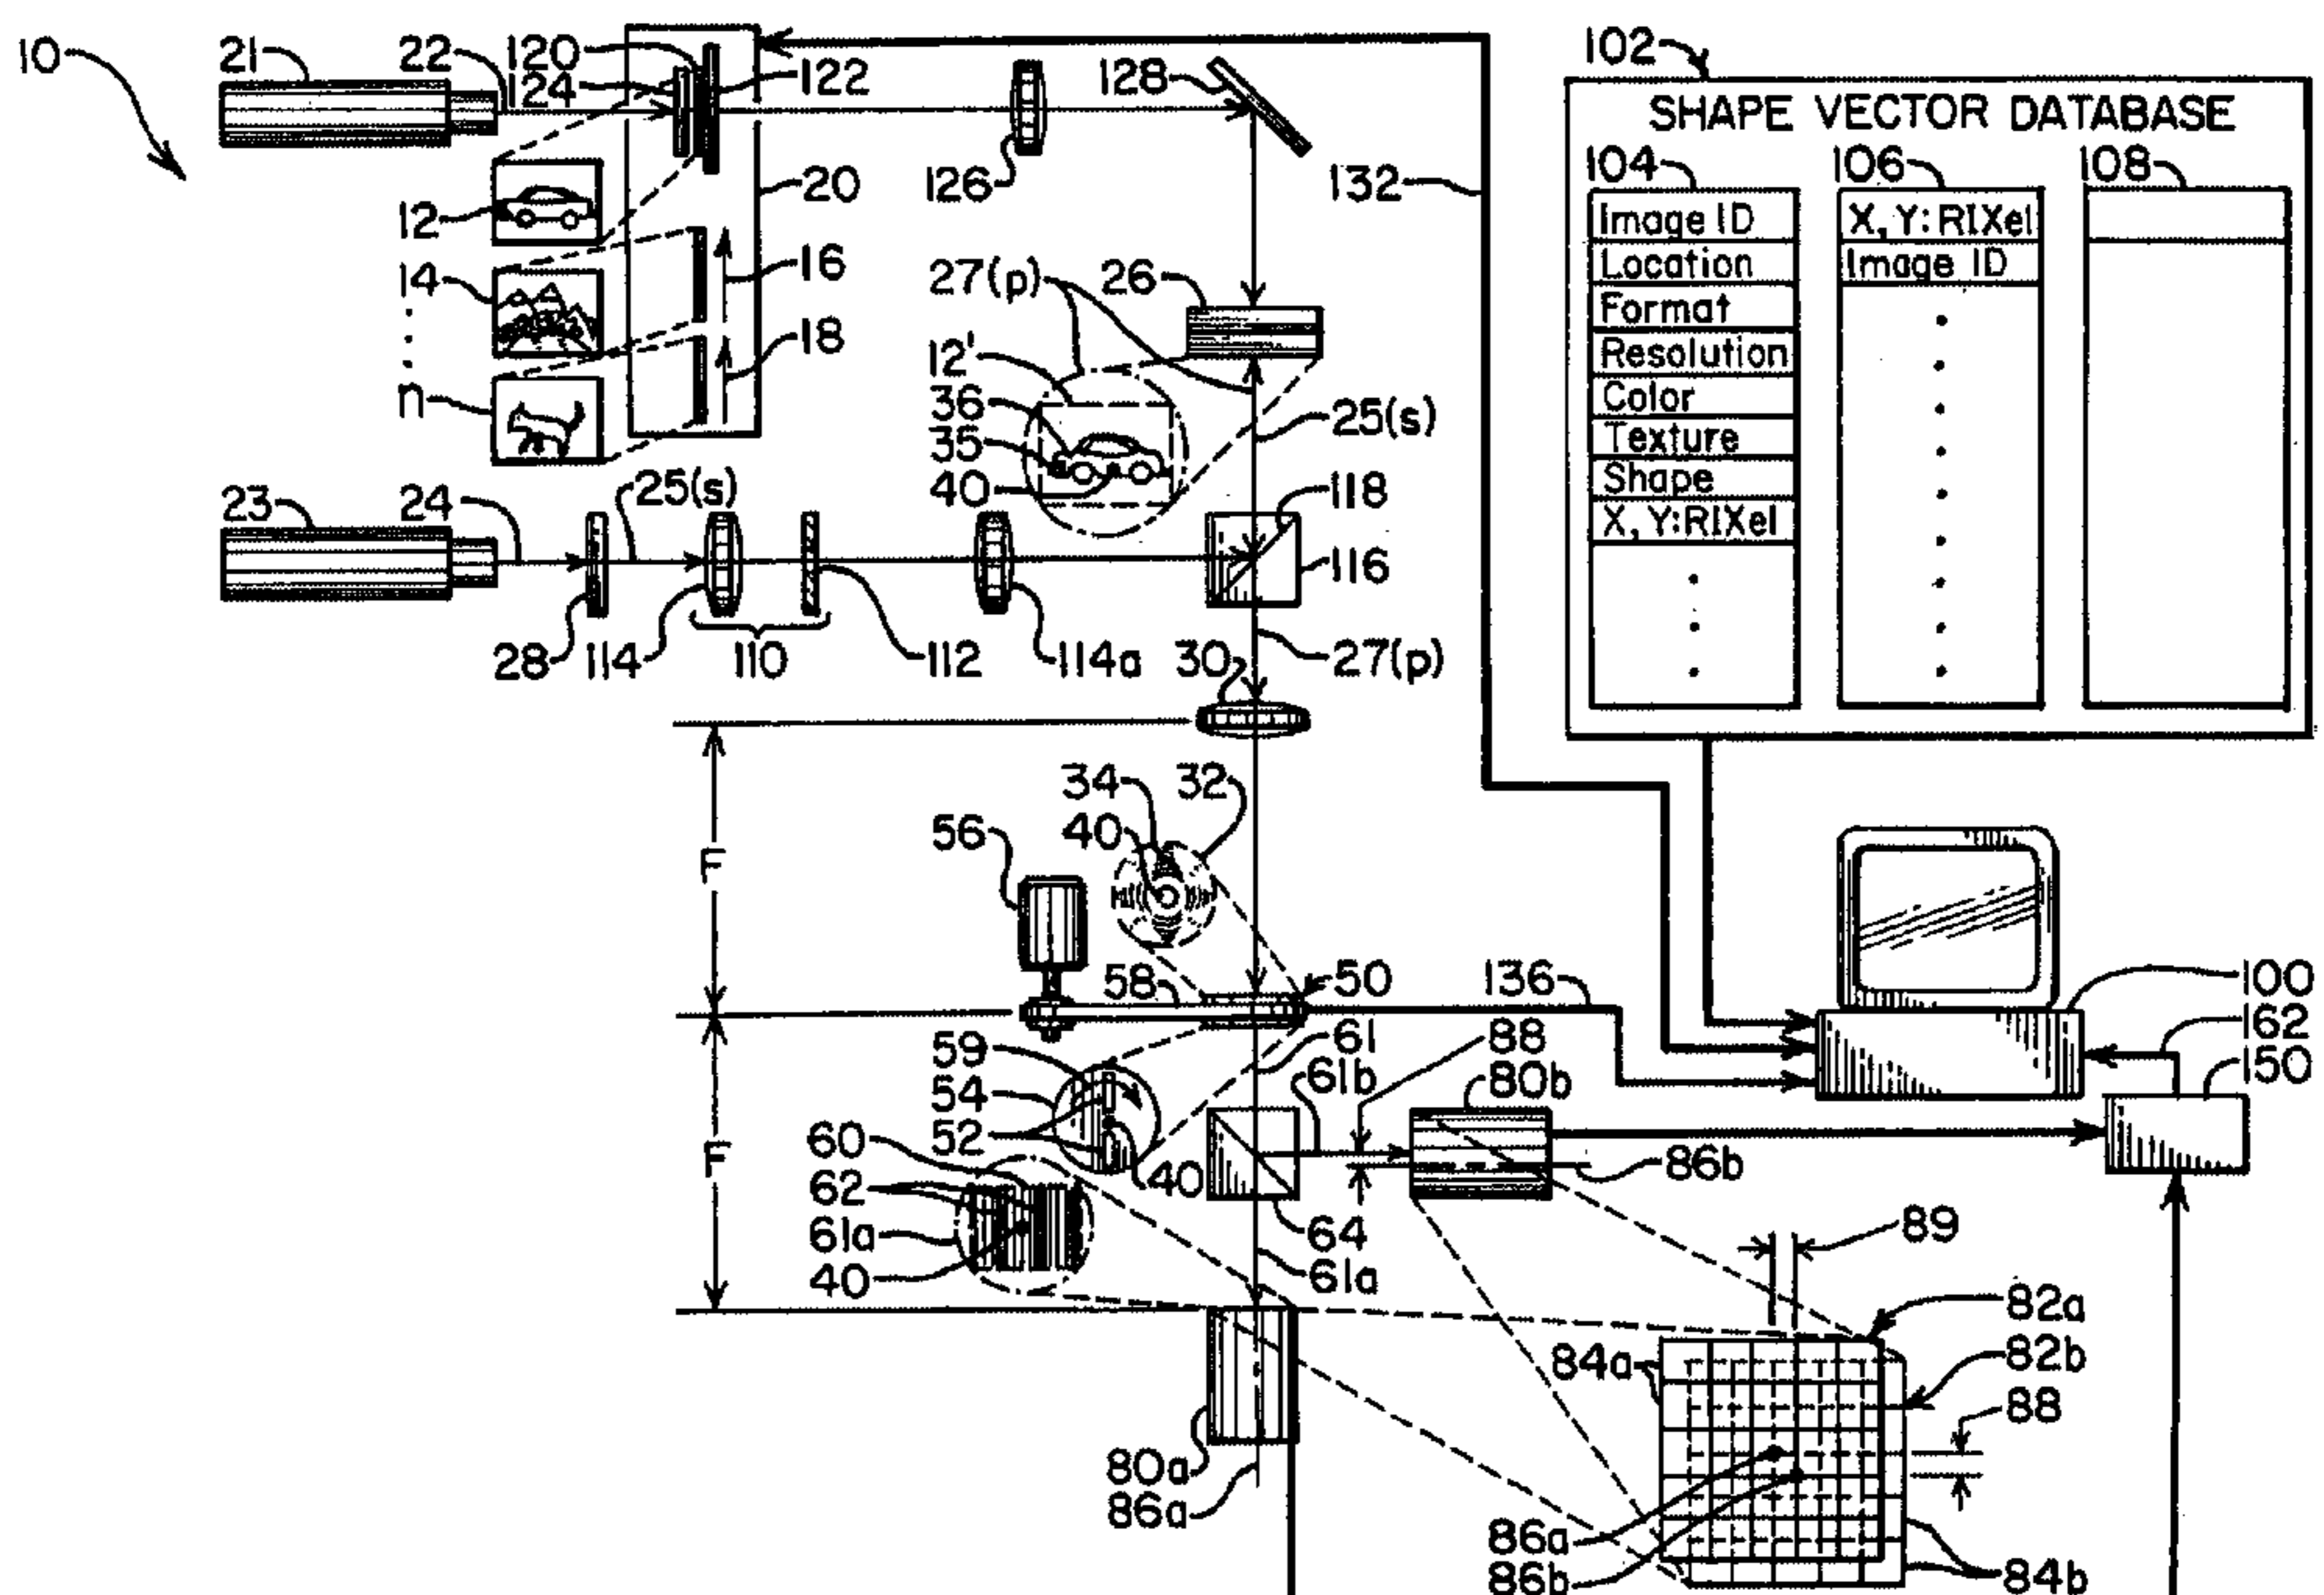 10
21
22
120
124
122
128
102
SHAPE VECTOR DATABASE
104
106
108
Image ID
Location
Format
Resolution
Color
Texture
Shape
X, Y:RIXel
X, Y:RIXel
Image ID
126
132
20
12
14
n
16
18
27(p)
26
12'
36
35
40
25(s)
23
24
25(s)
118
116
28
114
110
112
114a
30
27(p)
F
34
40
32
56
58
50
136
100
162
150
59
54
52
40
61
61b
88
80b
86b
60
62
61a
40
64
61a
F
89
82a
82b
84a
88
80a
86a
86a
86b
84b